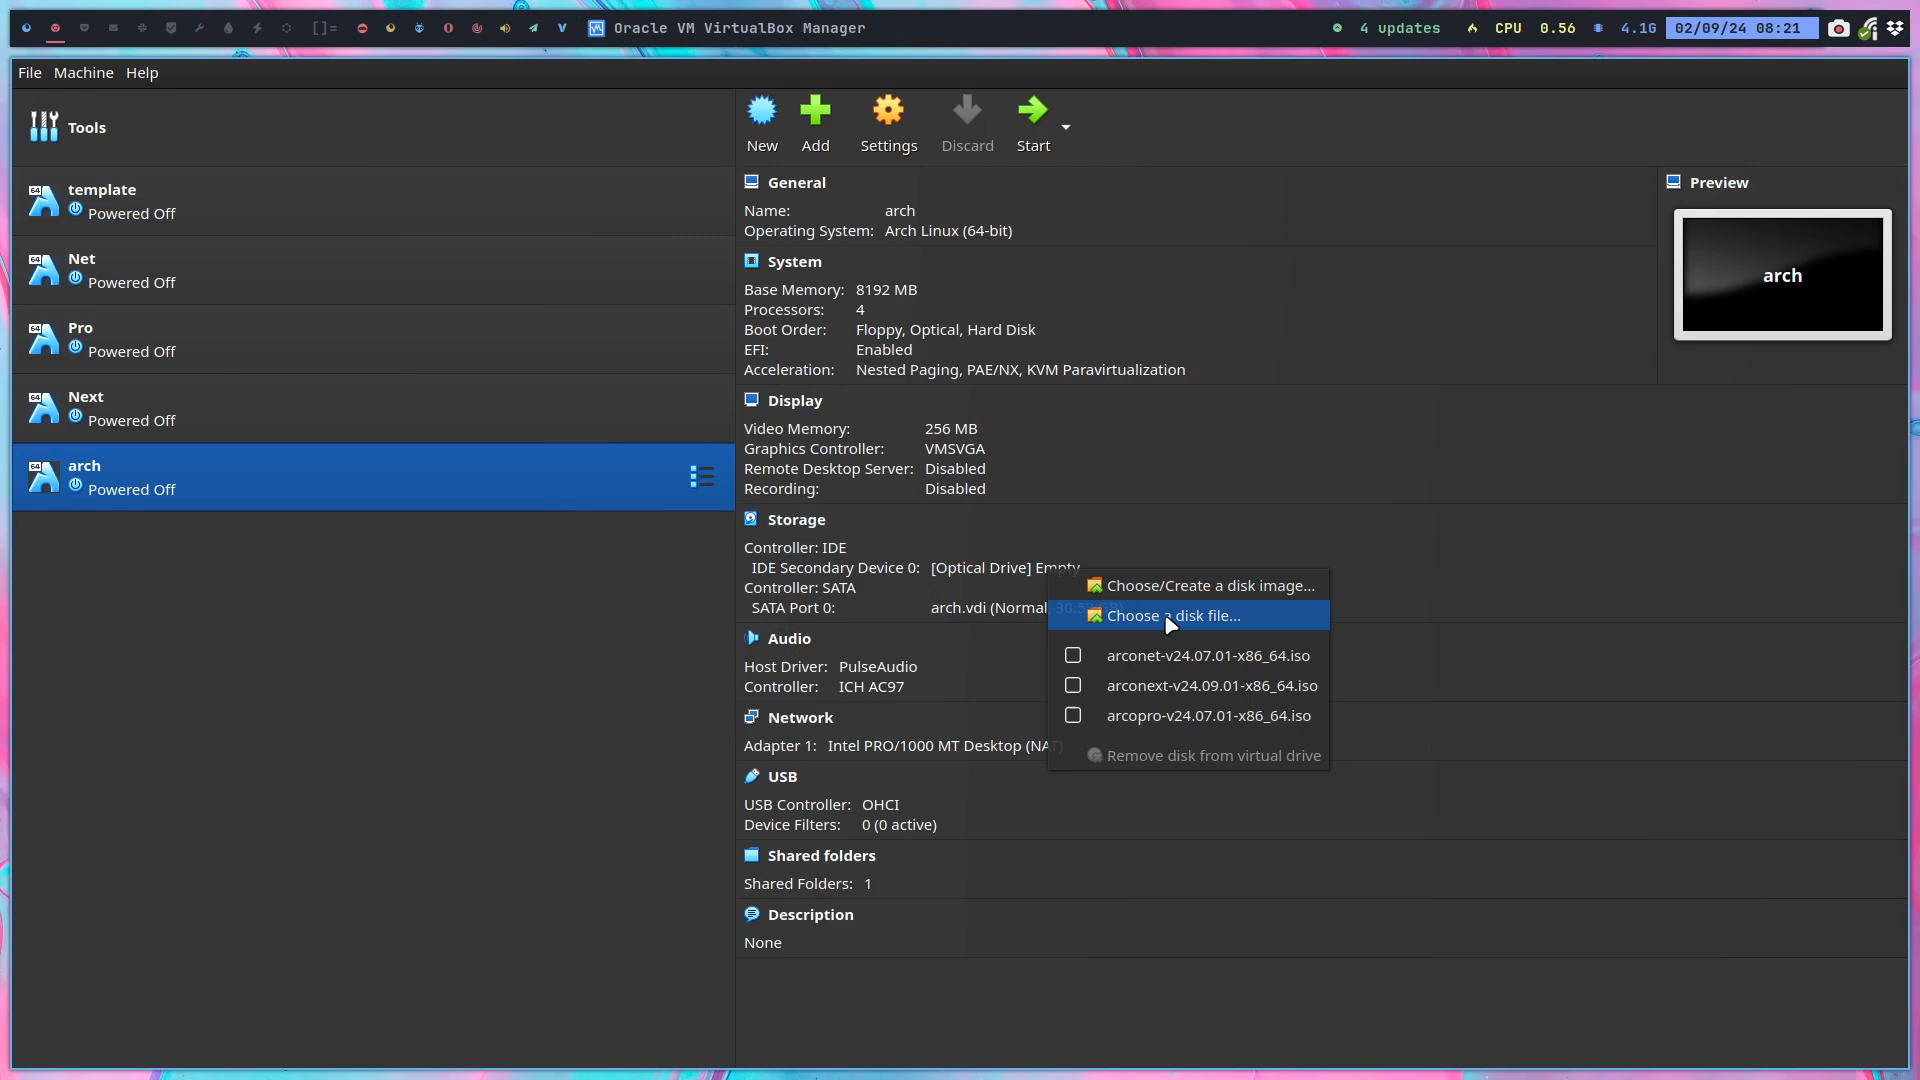 []= Oracle VM VirtualBox Manager 4 updates CPU 0.56 4.1G 02/09/24 08:21
File Machine Help
Tools
New Add Settings Discard Start
64
template
Powered Off
64
Net
Powered Off
64
Pro
Powered Off
64
Next
Powered Off
64
arch
Powered Off
General
Name: arch
Operating System: Arch Linux (64-bit)
System
Base Memory: 8192 MB
Processors: 4
Boot Order: Floppy, Optical, Hard Disk
EFI: Enabled
Acceleration: Nested Paging, PAE/NX, KVM Paravirtualization
Preview
arch
Display
Video Memory: 256 MB
Graphics Controller: VMSVGA
Remote Desktop Server: Disabled
Recording: Disabled
Storage
Controller: IDE
IDE Secondary Device 0: [Optical Drive] Empty
Controller: SATA
SATA Port 0: arch.vdi (Normal,
Choose/Create a disk image...
Choose a disk file...
arconet-v24.07.01-x86_64.iso
arconext-v24.09.01-x86_64.iso
arcopro-v24.07.01-x86_64.iso
Remove disk from virtual drive
Audio
Host Driver: PulseAudio
Controller: ICH AC97
Network
Adapter 1: Intel PRO/1000 MT Desktop (NAT)
USB
USB Controller: OHCI
Device Filters: 0 (0 active)
Shared folders
Shared Folders: 1
Description
None